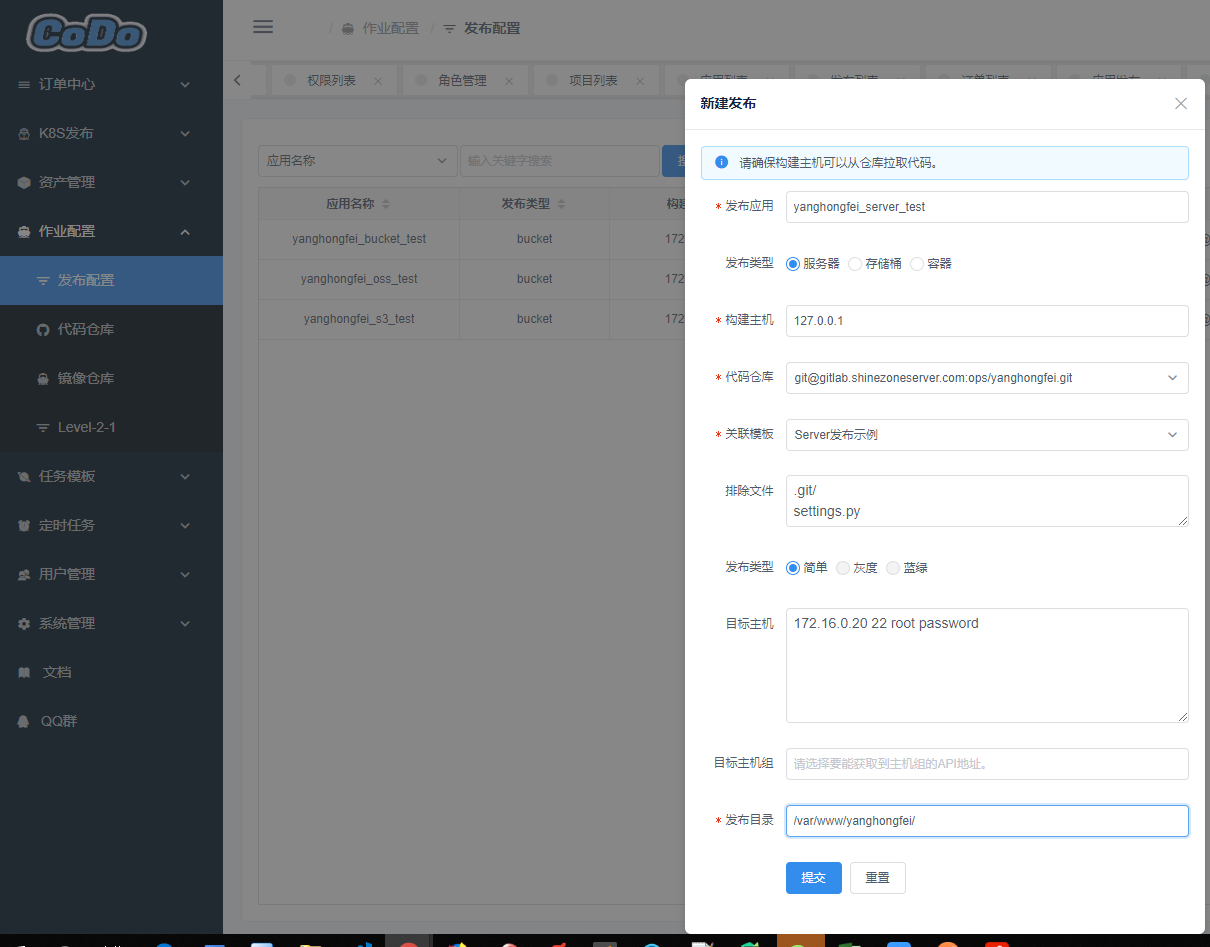 CoDo
作业配置
发布配置
订单中心
K8S发布
资产管理
作业配置
发布配置
代码仓库
镜像仓库
Level-2-1
任务模板
定时任务
用户管理
系统管理
文档
QQ群
权限列表
角色管理
项目列表
应用名称
输入关键字搜索
应用名称 发布类型
yanghongfei_bucket_test bucket 172
yanghongfei_oss_test bucket 172
yanghongfei_s3_test bucket 172
新建发布
请确保构建主机可以从仓库拉取代码。
* 发布应用 yanghongfei_server_test
发布类型 服务器 存储桶 容器
* 构建主机 127.0.0.1
* 代码仓库 git@gitlab.shinezoneserver.com:ops/yanghongfei.git
* 关联模板 Server发布示例
排除文件 .git/
settings.py
发布类型 简单 灰度 蓝绿
目标主机 172.16.0.20 22 root password
目标主机组 请选择要能获取到主机组的API地址。
* 发布目录 /var/www/yanghongfei/
提交 重置